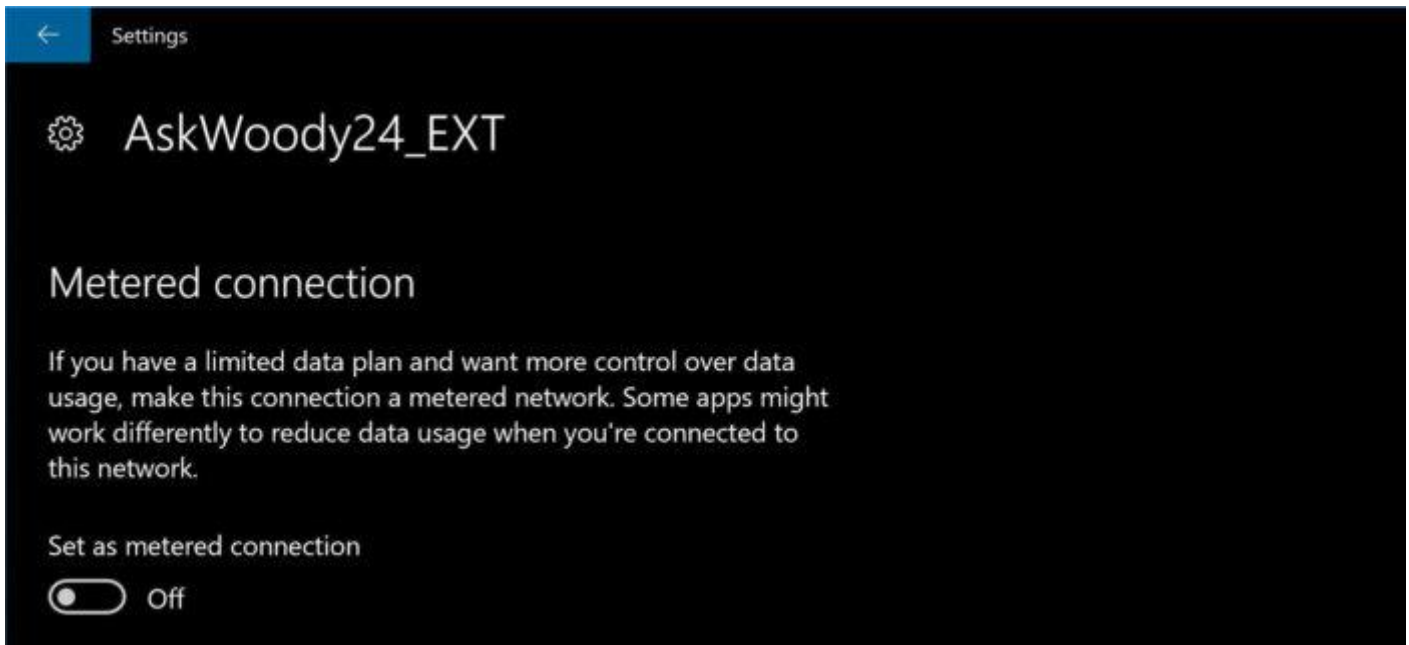 Settings
AskWoody24_EXT
Metered connection
If you have a limited data plan and want more control over data
usage, make this connection a metered network. Some apps might
work differently to reduce data usage when you're connected to
this network.
Set as metered connection
Off